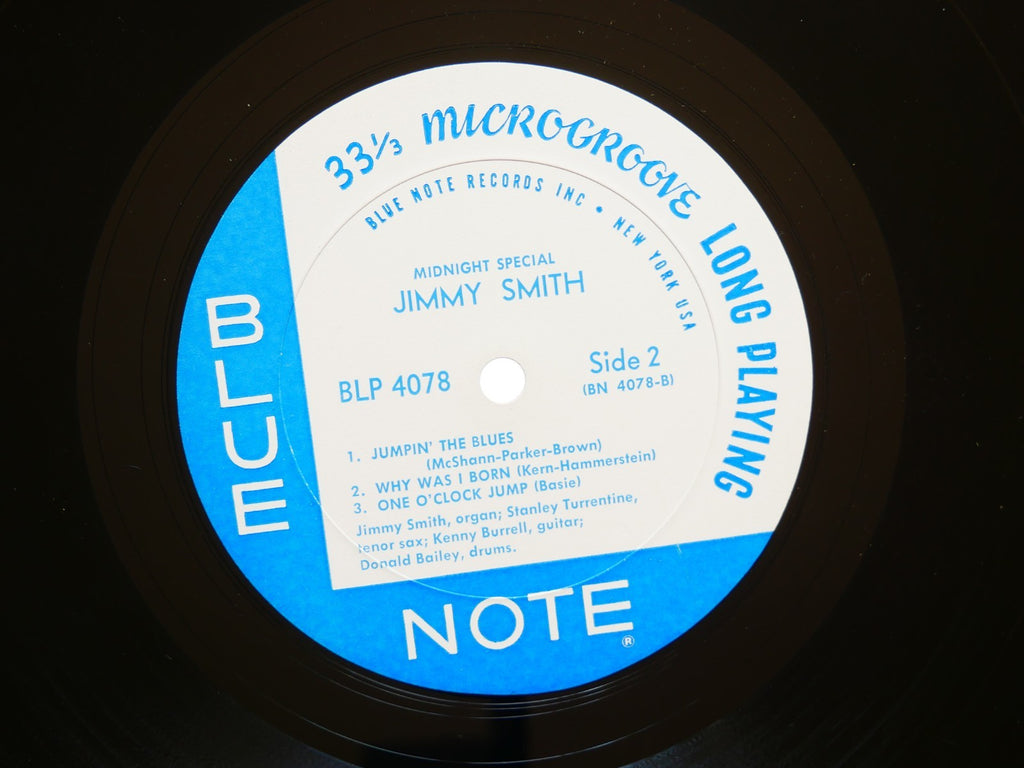 33⅓ MICROGROOVE LONG PLAYING
BLUE NOTE RECORDS INC • NEW YORK USA
MIDNIGHT SPECIAL
JIMMY SMITH
BLP 4078
Side 2
(BN 4078-B)
1. JUMPIN' THE BLUES
(McShann-Parker-Brown)
2. WHY WAS I BORN (Kern-Hammerstein)
3. ONE O'CLOCK JUMP (Basie)
Jimmy Smith, organ; Stanley Turrentine,
tenor sax; Kenny Burrell, guitar;
Donald Bailey, drums.
BLUE
NOTE®